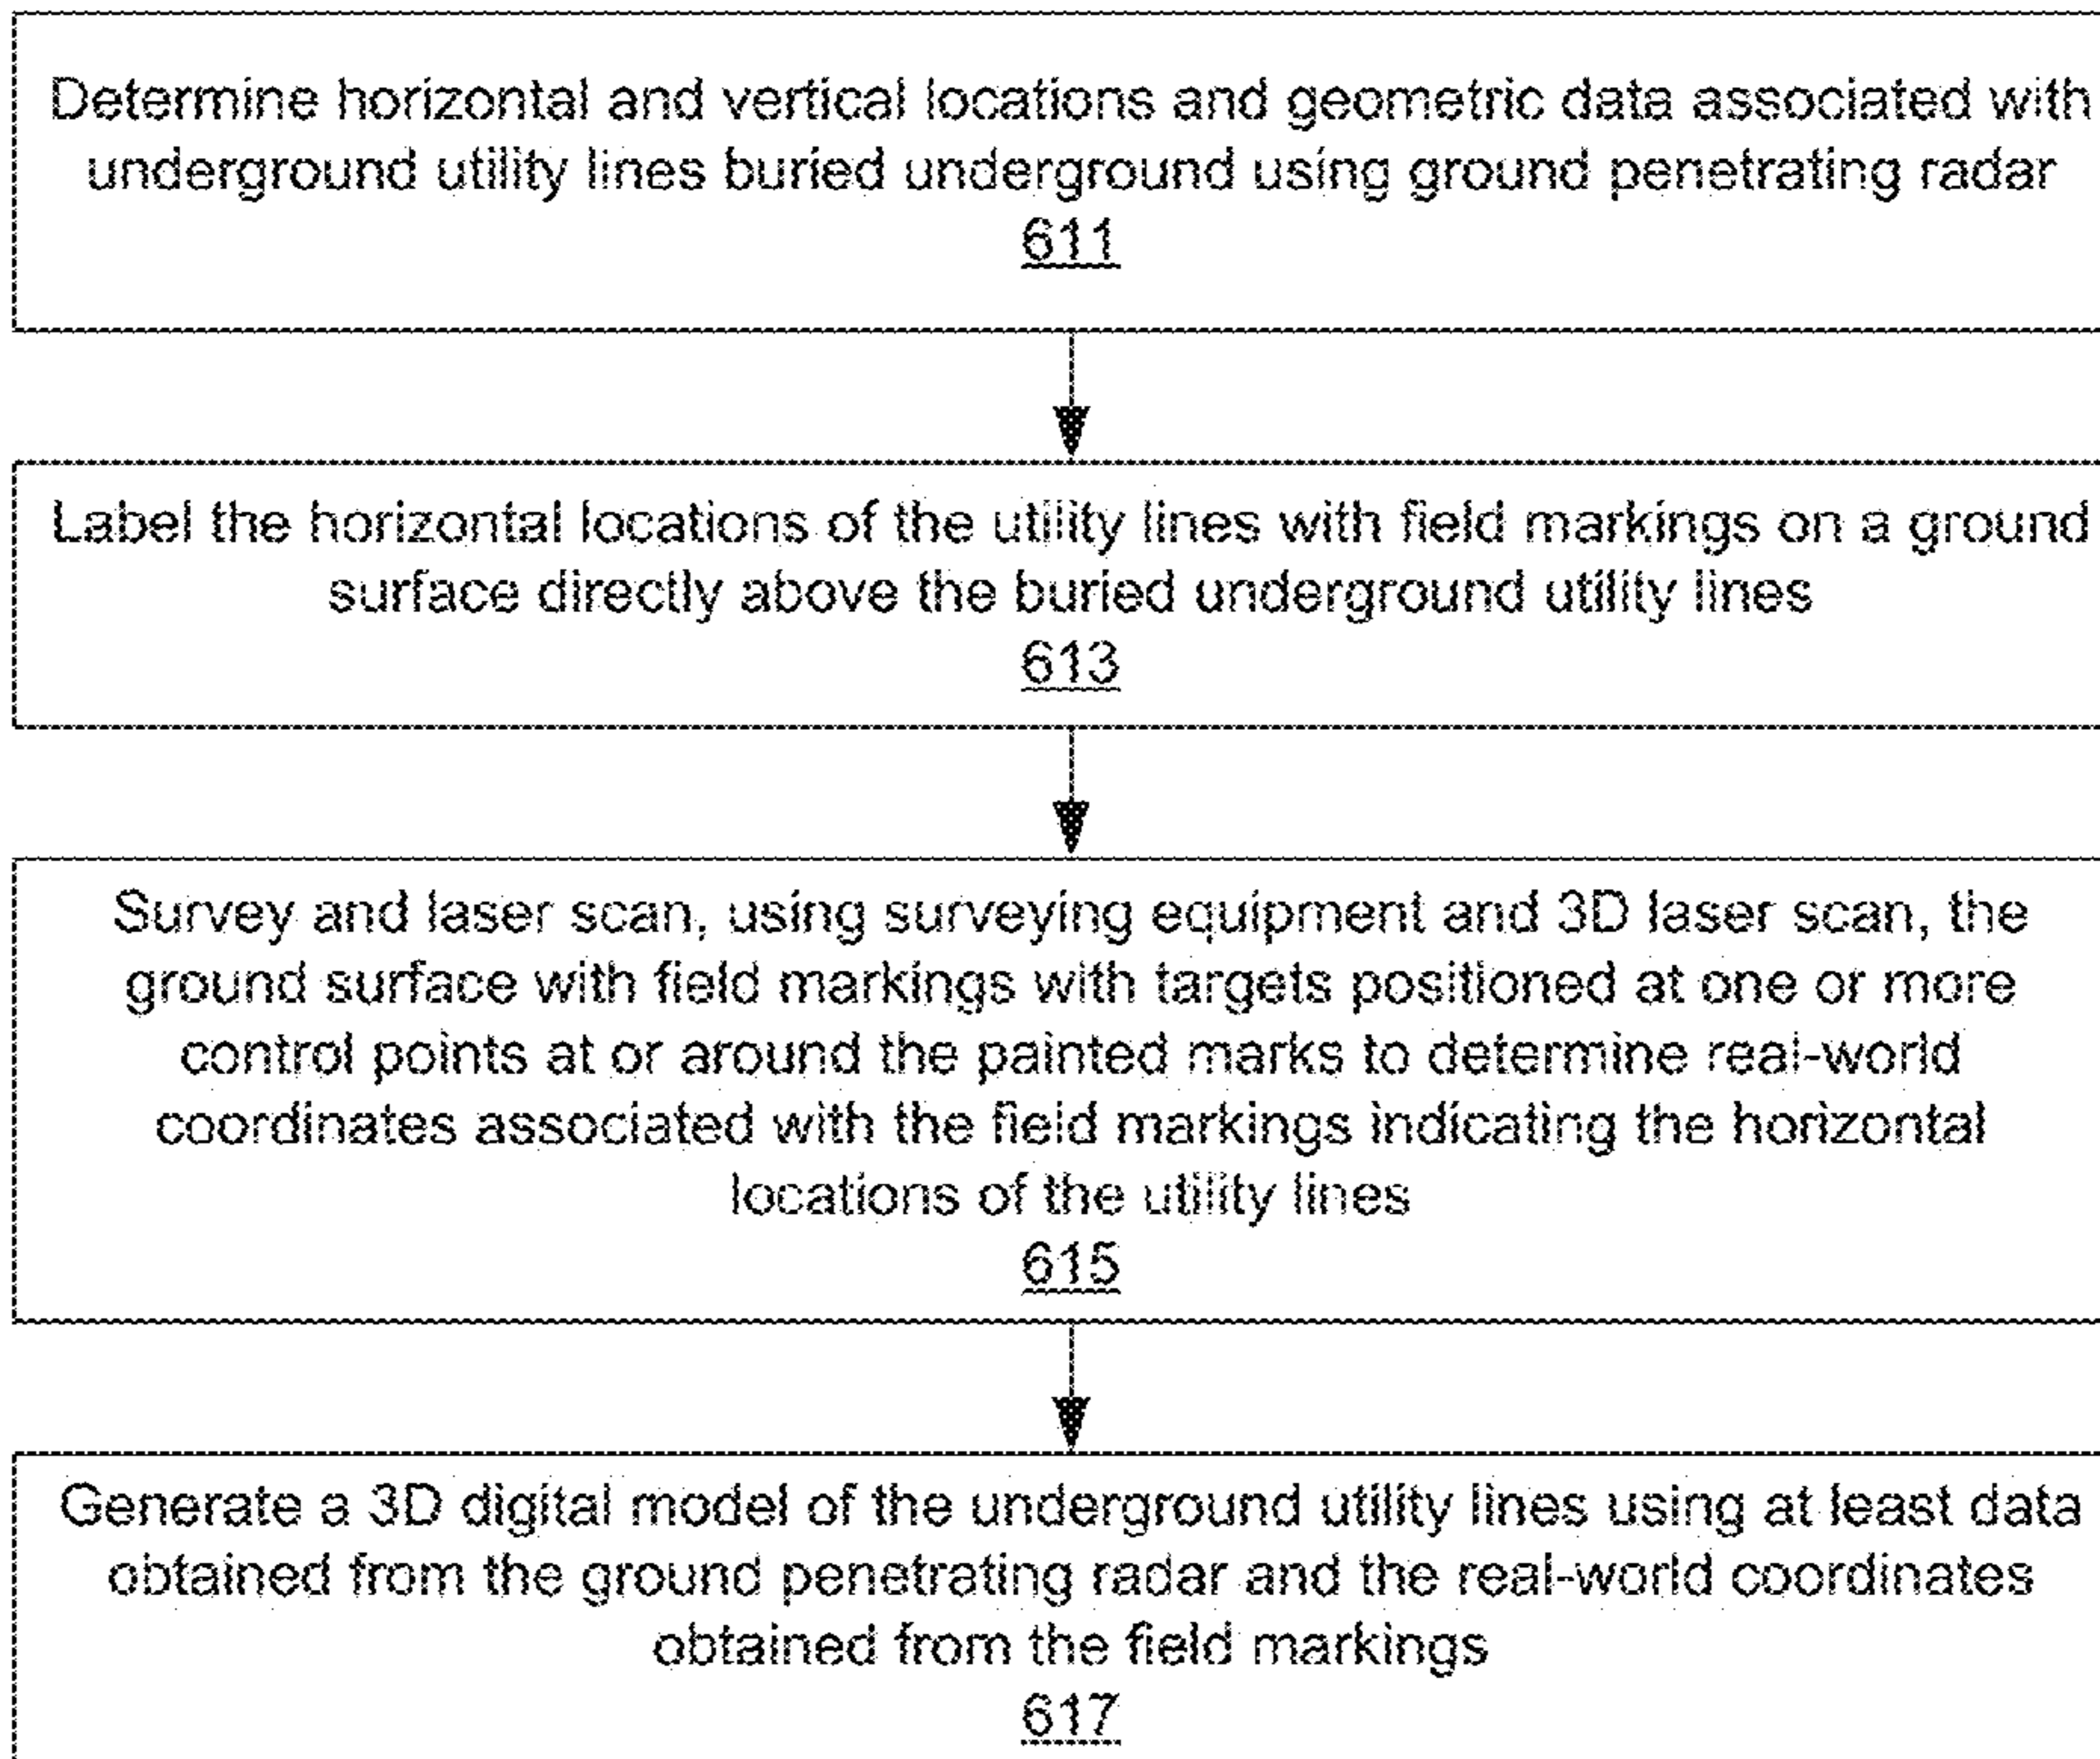 Determine horizontal and vertical locations and geometric data associated with
underground utility lines buried underground using ground penetrating radar
611
Label the horizontal locations of the utility lines with field markings on a ground
surface directly above the buried underground utility lines
613
Survey and laser scan, using surveying equipment and 3D laser scan, the
ground surface with field markings with targets positioned at one or more
control points at or around the painted marks to determine real-world
coordinates associated with the field markings indicating the horizontal
locations of the utility lines
615
Generate a 3D digital model of the underground utility lines using at least data
obtained from the ground penetrating radar and the real-world coordinates
obtained from the field markings
617